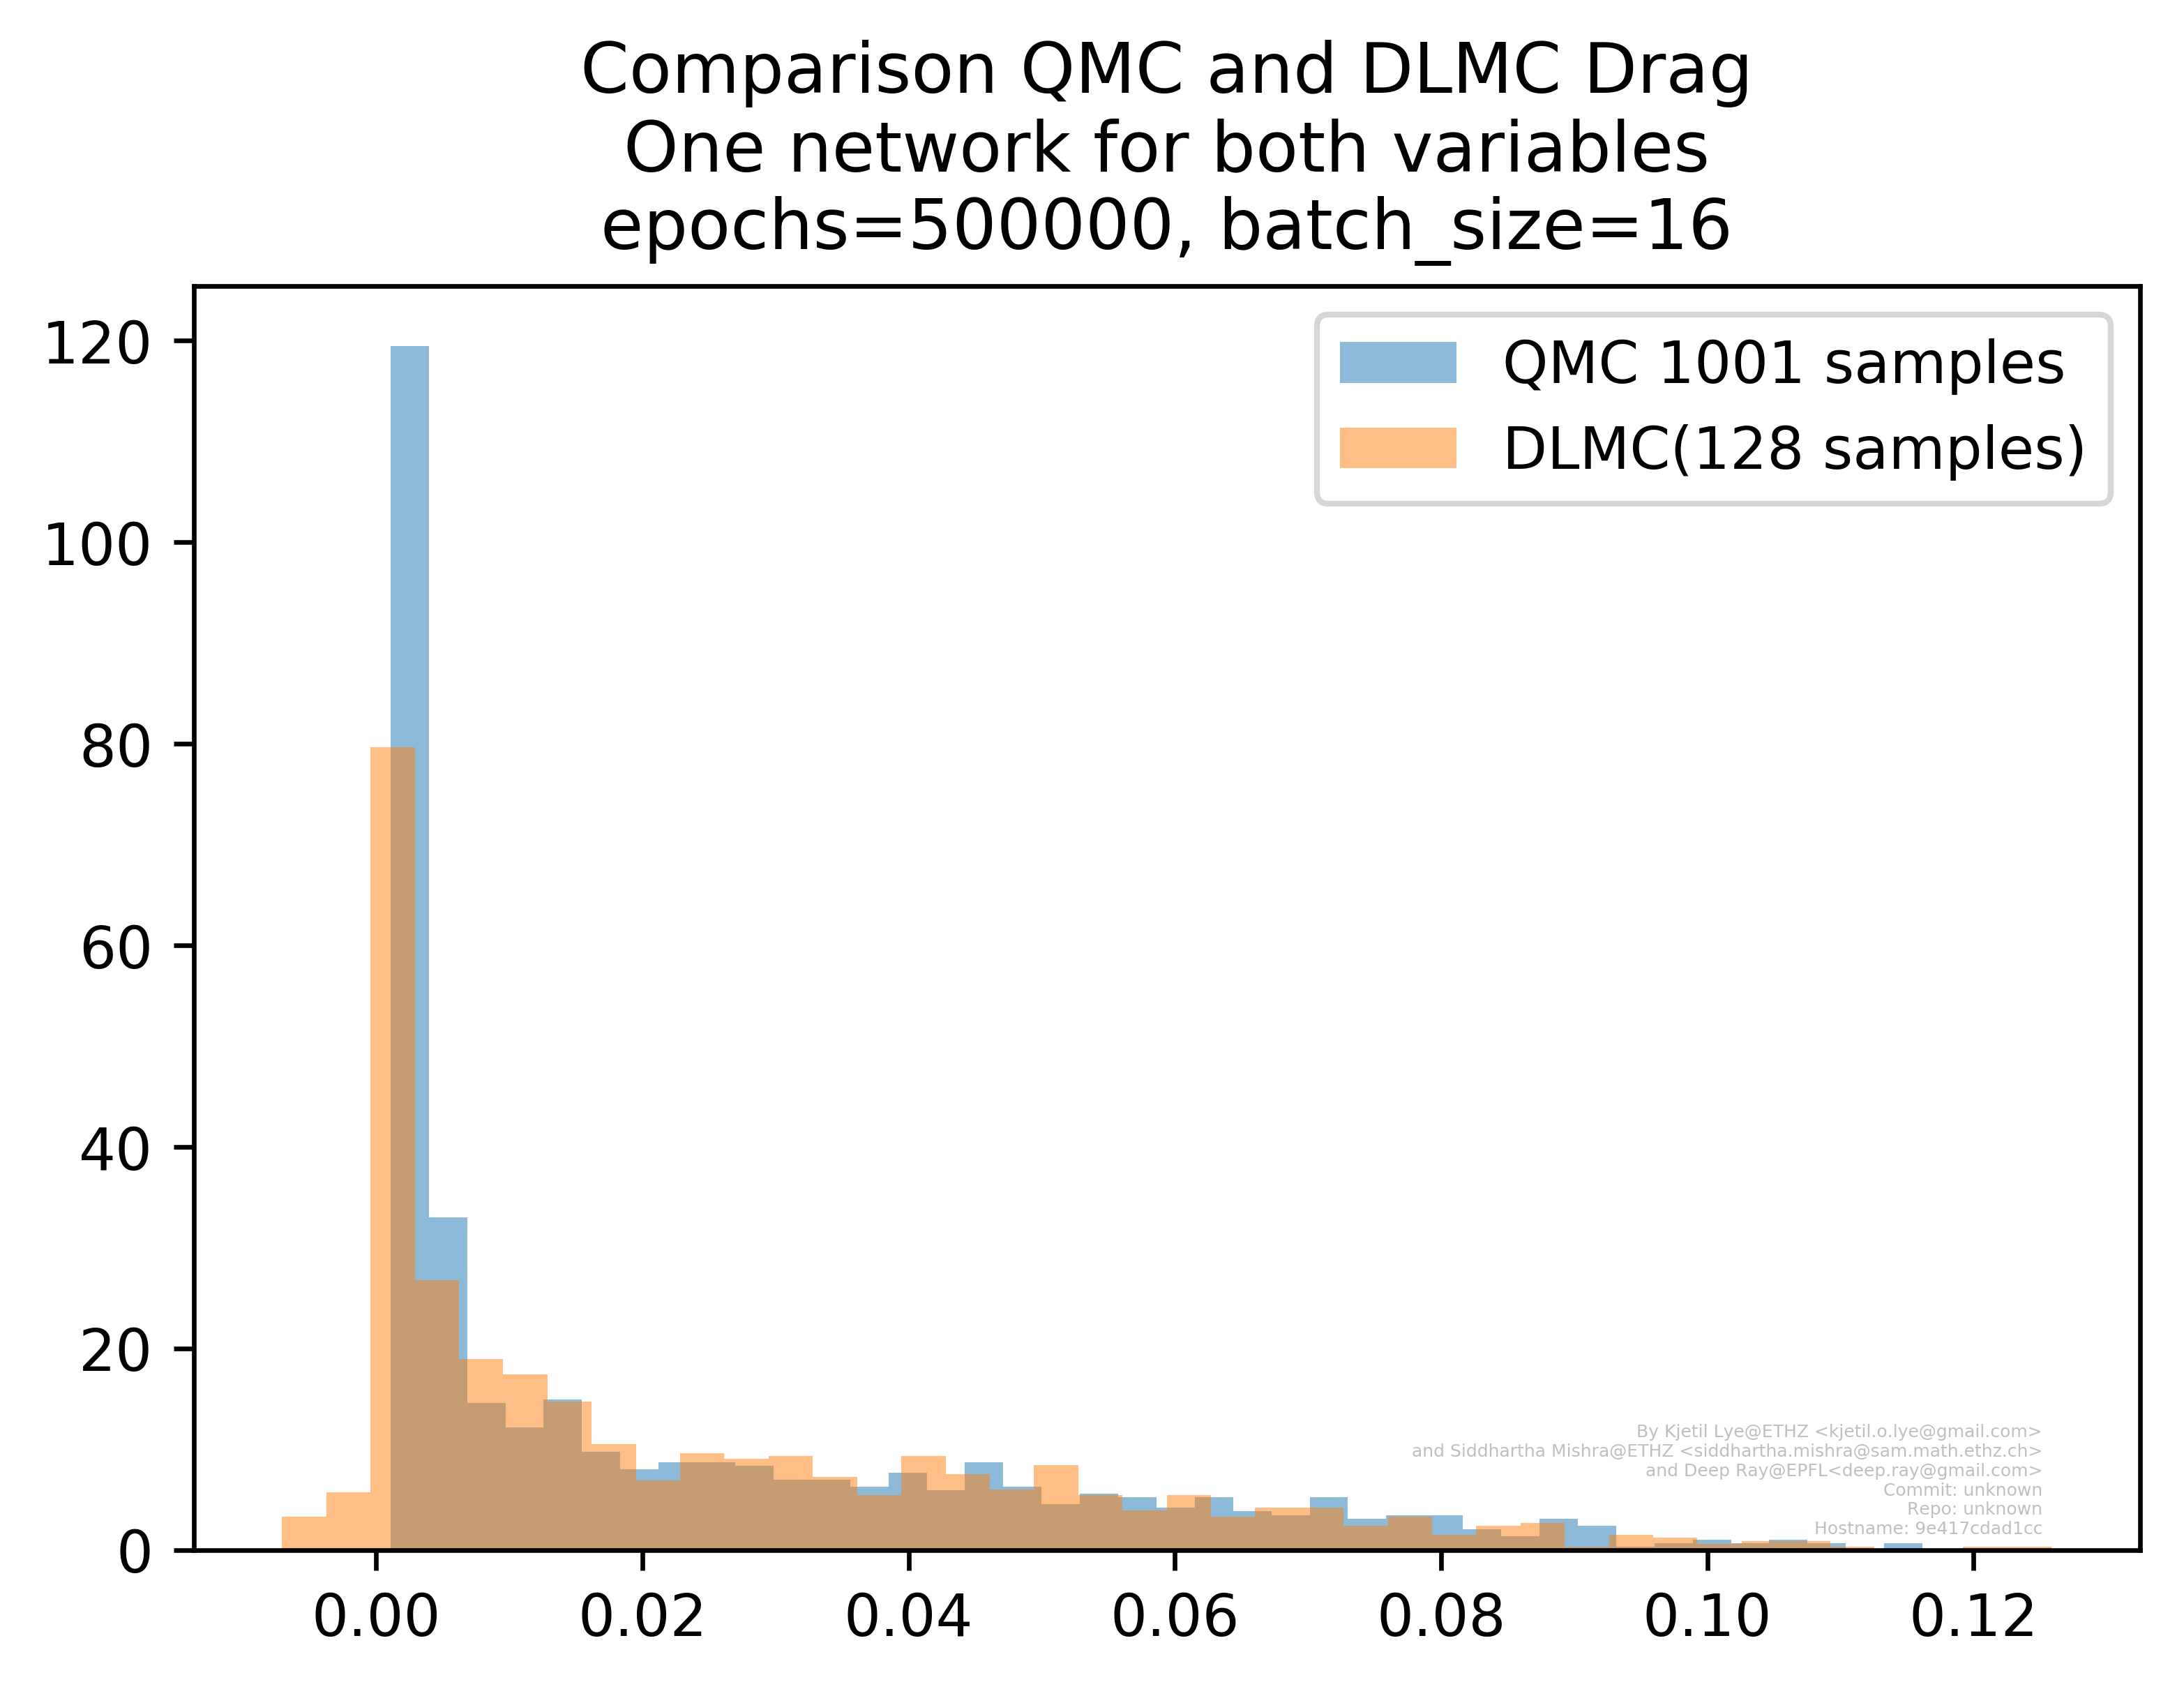 Comparison QMC and DLMC Drag
One network for both variables
epochs=500000, batch_size=16
120
100
80
60
40
20
0
QMC 1001 samples
DLMC(128 samples)
By Kjetil Lye@ETHZ <kjetil.o.lye@gmail.com>
and Siddhartha Mishra@ETHZ <siddhartha.mishra@sam.math.ethz.ch>
and Deep Ray@EPFL<deep.ray@gmail.com>
Commit: unknown
Repo: unknown
Hostname: 9e417cdad1cc
0.00 0.02 0.04 0.06 0.08 0.10 0.12